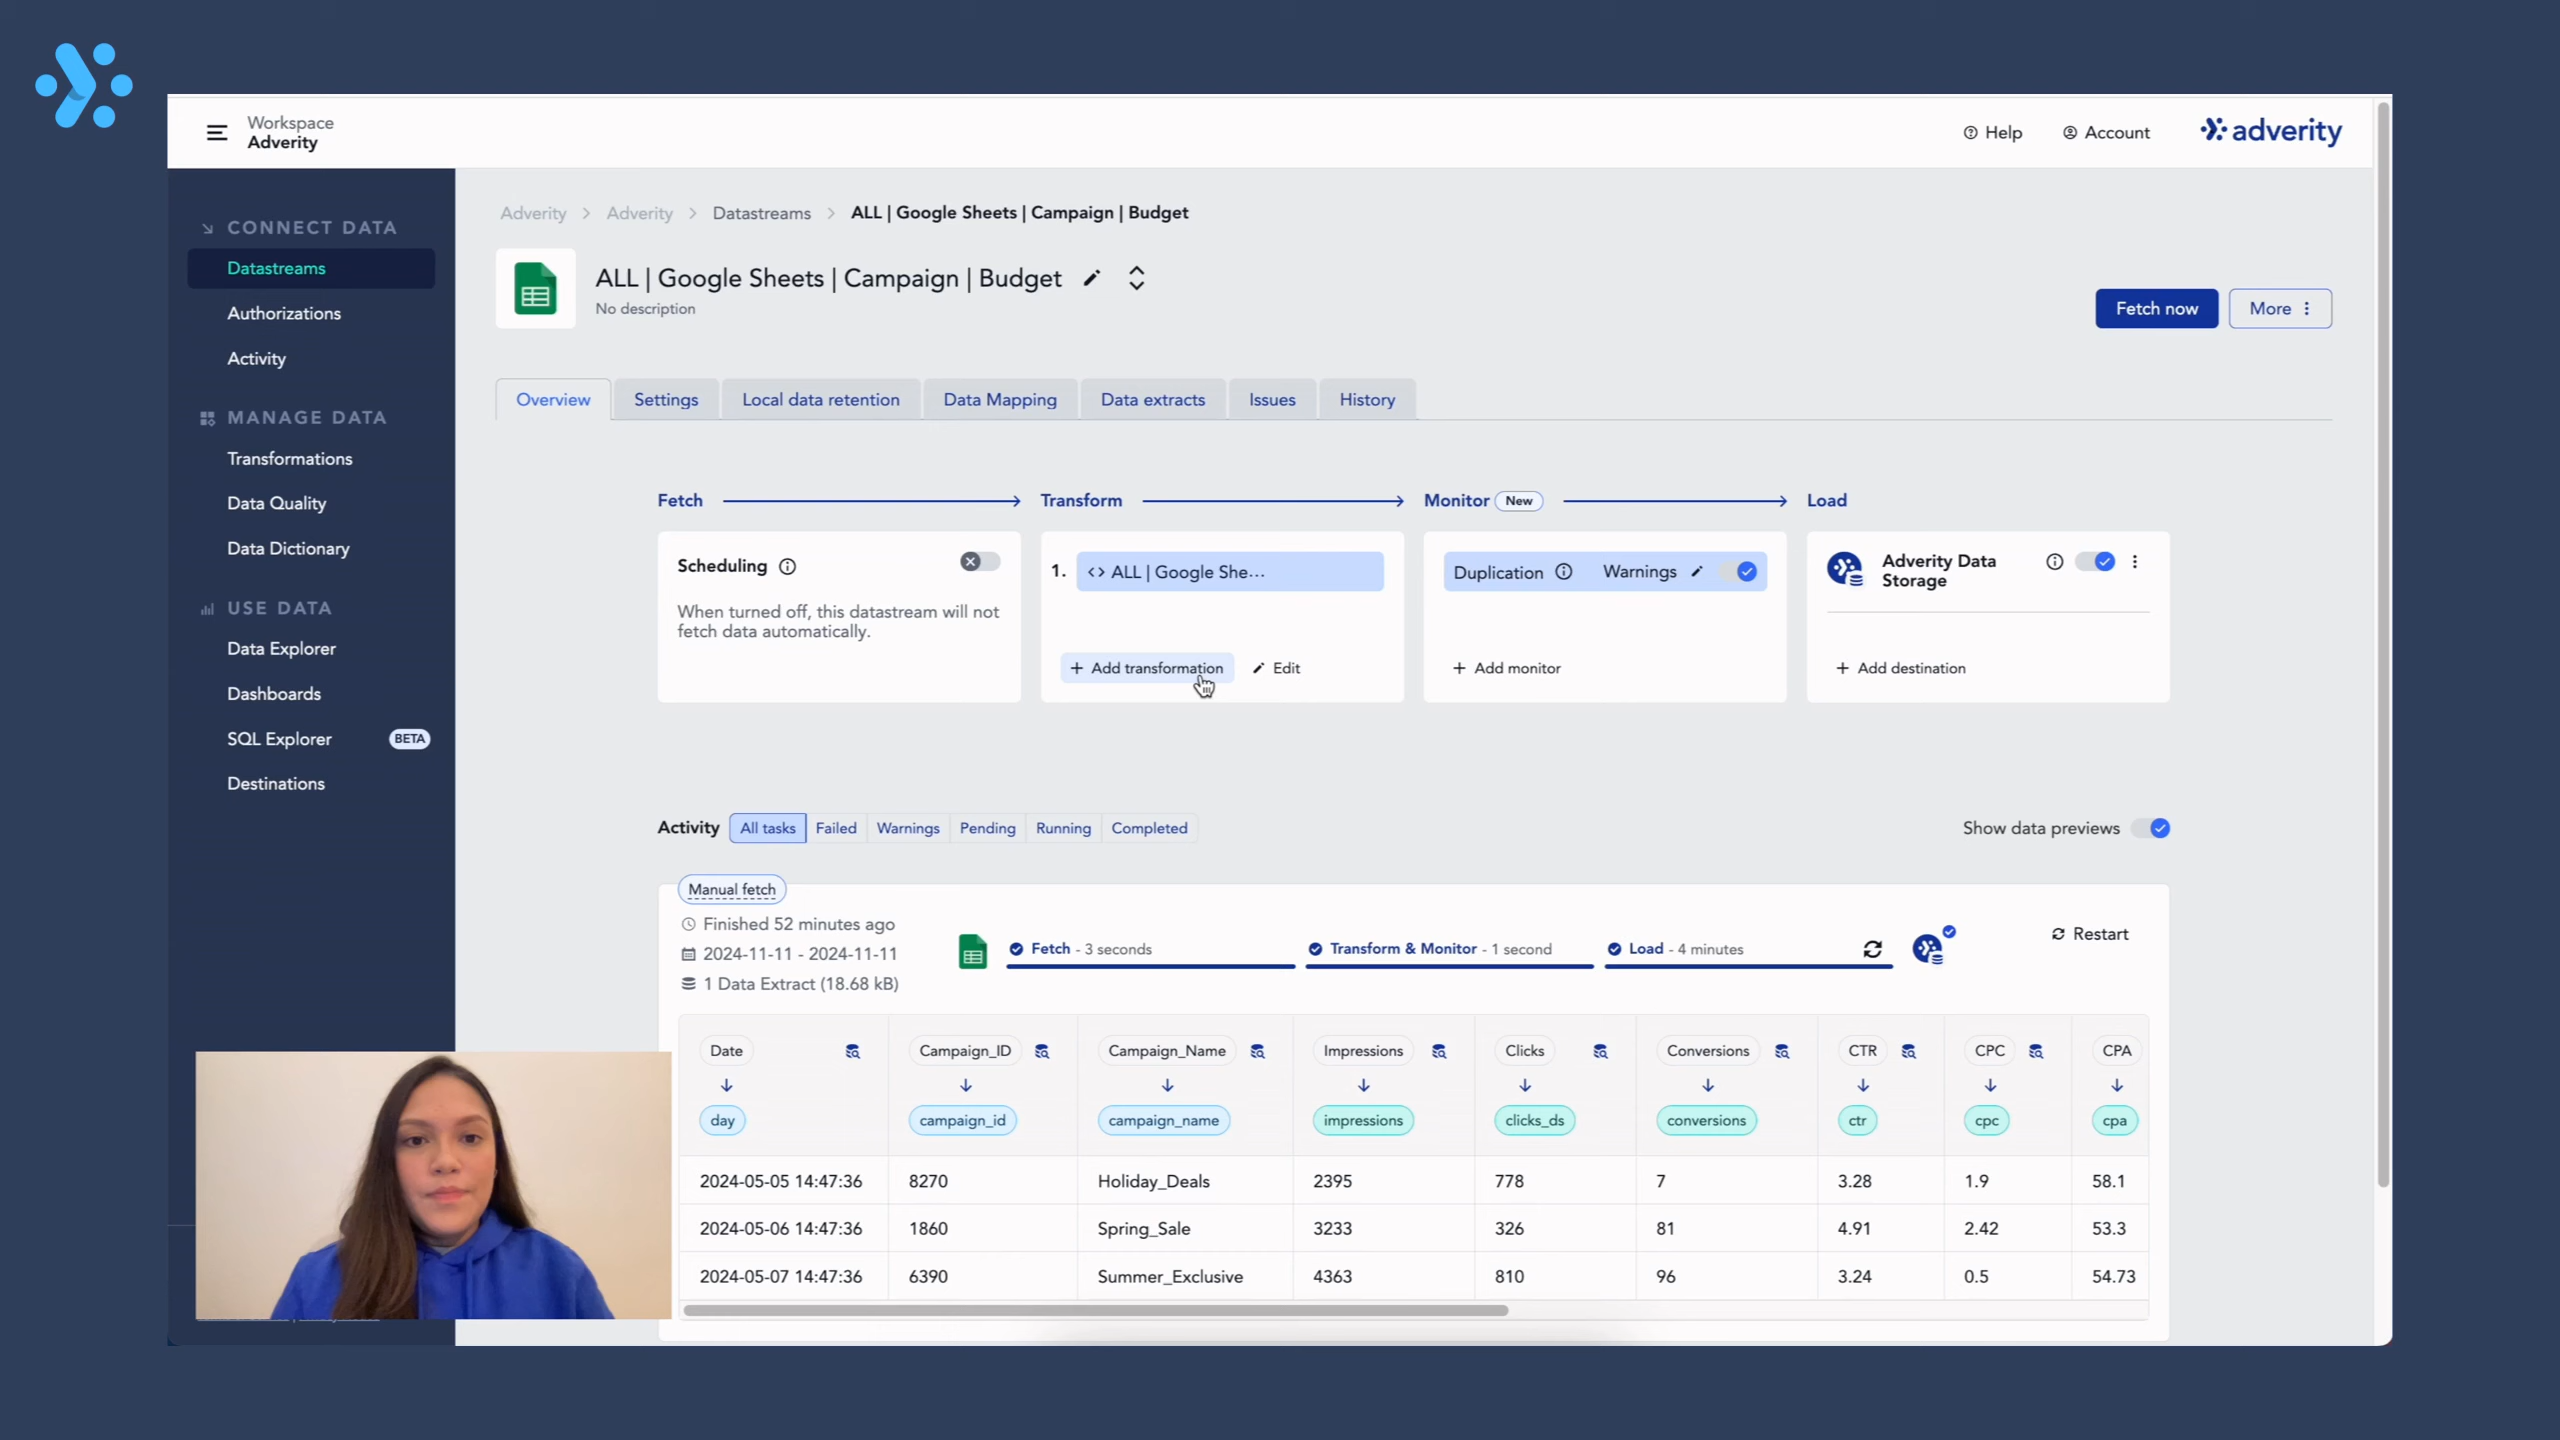 Workspace
Adverity
Help
Account
adverity
CONNECT DATA
Datastreams
Authorizations
Activity
MANAGE DATA
Transformations
Data Quality
Data Dictionary
USE DATA
Data Explorer
Dashboards
SQL Explorer BETA
Destinations
Adverity > Adverity > Datastreams > ALL | Google Sheets | Campaign | Budget
ALL | Google Sheets | Campaign | Budget
No description
Fetch now
More
Overview Settings Local data retention Data Mapping Data extracts Issues History
Fetch
Transform
Monitor New
Load
Scheduling
When turned off, this datastream will not
fetch data automatically.
1. <> ALL | Google She...
+ Add transformation Edit
Duplication Warnings
+ Add monitor
Adverity Data
Storage
+ Add destination
Activity All tasks Failed Warnings Pending Running Completed
Show data previews
Manual fetch
Finished 52 minutes ago
2024-11-11 - 2024-11-11
1 Data Extract (18.68 kB)
Fetch - 3 seconds
Transform & Monitor - 1 second
Load - 4 minutes
Restart
Date Campaign_ID Campaign_Name Impressions Clicks Conversions CTR CPC CPA
day campaign_id campaign_name impressions clicks_ds conversions ctr cpc cpa
2024-05-05 14:47:36 8270 Holiday_Deals 2395 778 7 3.28 1.9 58.1
2024-05-06 14:47:36 1860 Spring_Sale 3233 326 81 4.91 2.42 53.3
2024-05-07 14:47:36 6390 Summer_Exclusive 4363 810 96 3.24 0.5 54.73